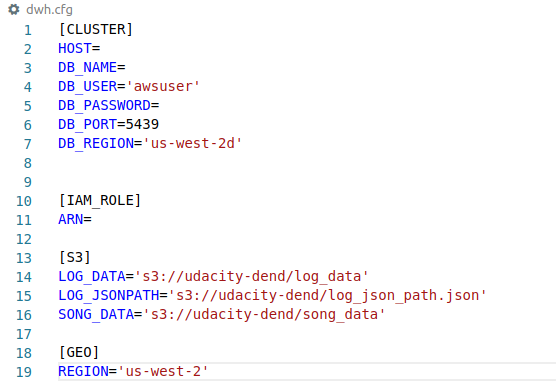 dwh.cfg
1 [CLUSTER]
2 HOST=
3 DB_NAME=
4 DB_USER='awsuser'
5 DB_PASSWORD=
6 DB_PORT=5439
7 DB_REGION='us-west-2d'
8
9
10 [IAM_ROLE]
11 ARN=
12
13 [S3]
14 LOG_DATA='s3://udacity-dend/log_data'
15 LOG_JSONPATH='s3://udacity-dend/log_json_path.json'
16 SONG_DATA='s3://udacity-dend/song_data'
17
18 [GEO]
19 REGION='us-west-2'